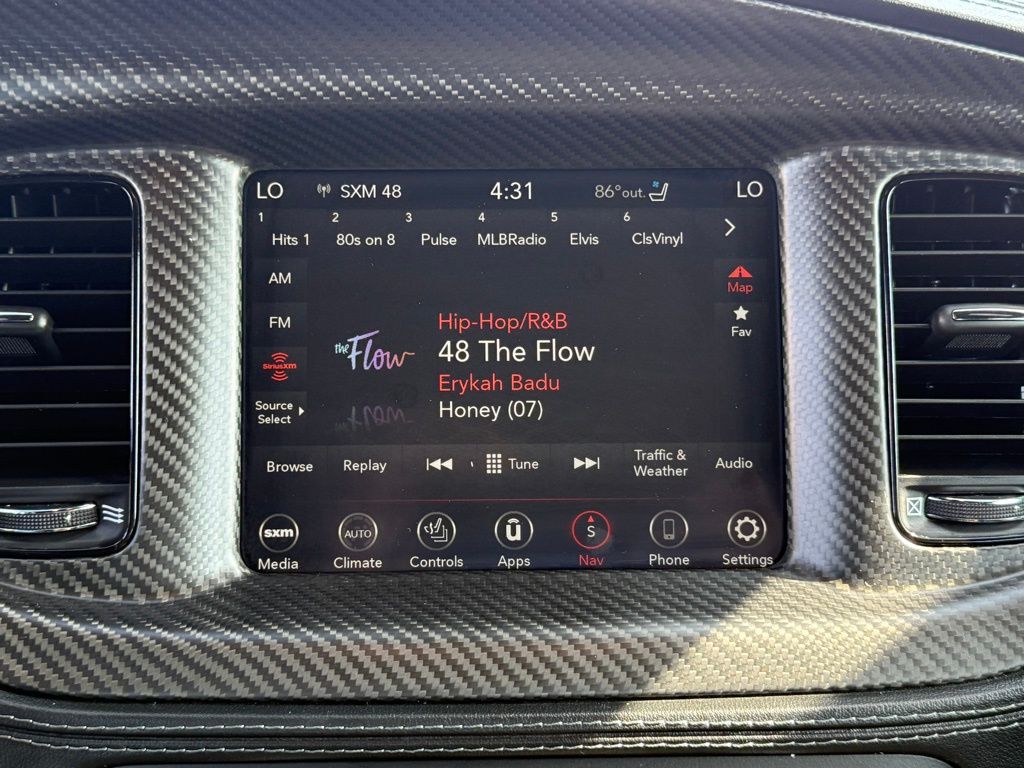 LO SXM 48 4:31 86°out. LO
1 2 3 4 5 6
Hits 1 80s on 8 Pulse MLBRadio Elvis ClsVinyl
AM
Map
FM
Fav
Hip-Hop/R&B
the Flow
48 The Flow
SiriusXM
Erykah Badu
Honey (07)
Source
Select
Browse Replay Tune Traffic &
Weather Audio
sxm AUTO ū S
Media Climate Controls Apps Nav Phone Settings